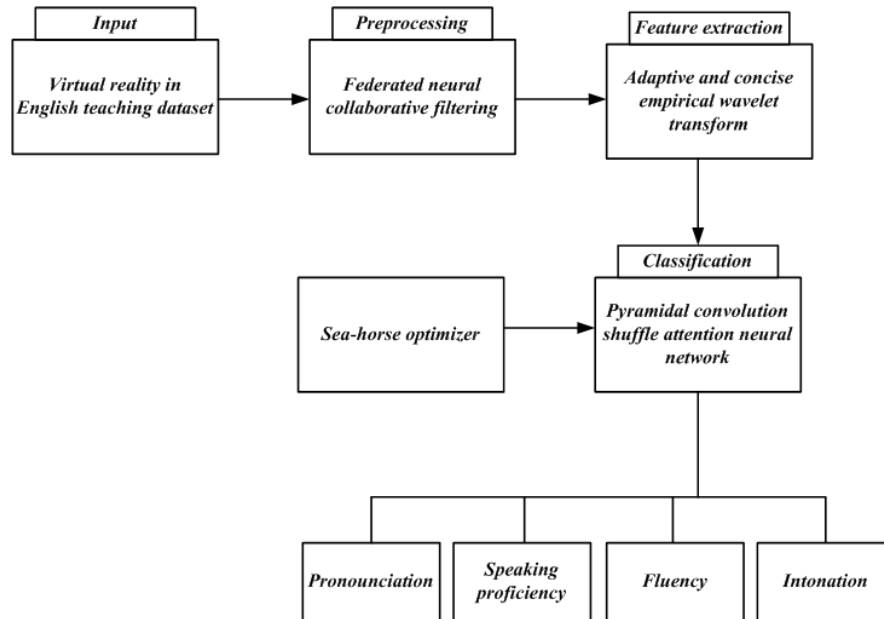 Input
Virtual reality in
English teaching dataset
Preprocessing
Federated neural
collaborative filtering
Feature extraction
Adaptive and concise
empirical wavelet
transform
Classification
Pyramidal convolution
shuffle attention neural
network
Sea-horse optimizer
Pronounciation
Speaking
proficiency
Fluency
Intonation